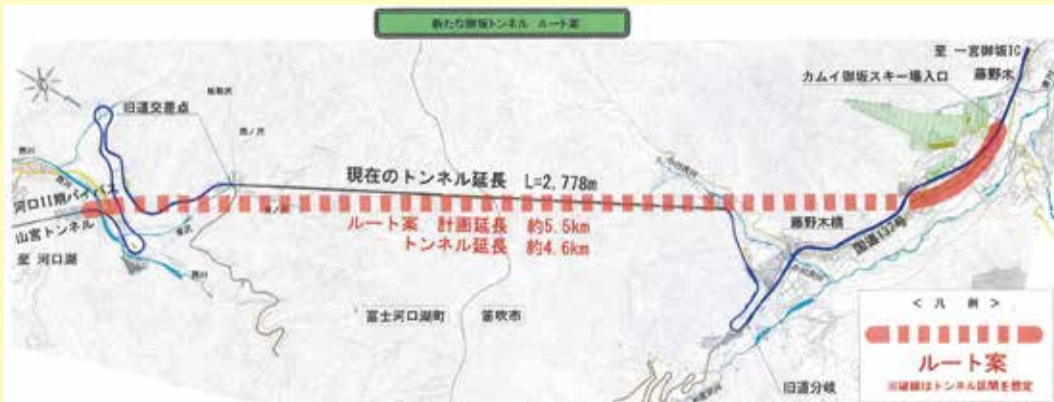 新たな御坂トンネル ルート案
至 一宮御坂IC
藤野木
カムイ御坂スキー場入口
旧道交差点
現在のトンネル延長 L=2,778m
河口II期バイパス
山宮トンネル
至 河口湖
ルート案 計画延長 約5.5km
トンネル延長 約4.6km
藤野木橋
国道137号
富士河口湖町
笛吹市
旧道分岐
<凡例>
ルート案
※破線はトンネル区間を想定